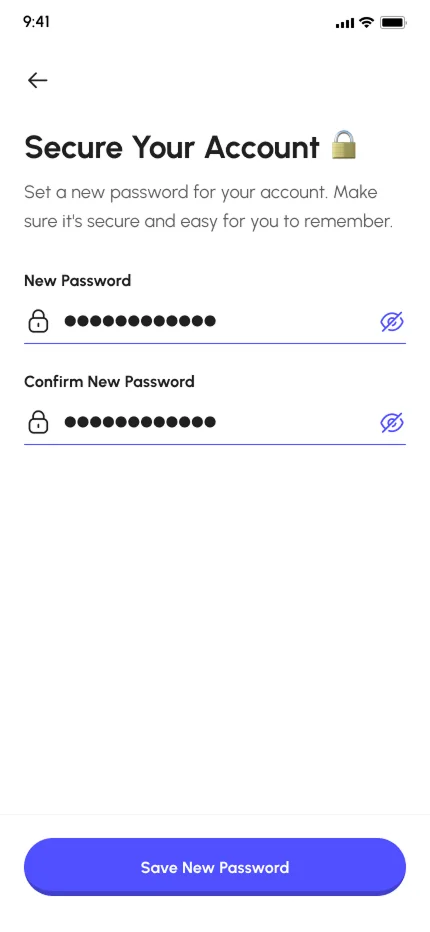 9:41
Secure Your Account 🔒
Set a new password for your account. Make
sure it's secure and easy for you to remember.
New Password
●●●●●●●●●●●●
Confirm New Password
●●●●●●●●●●●●
Save New Password